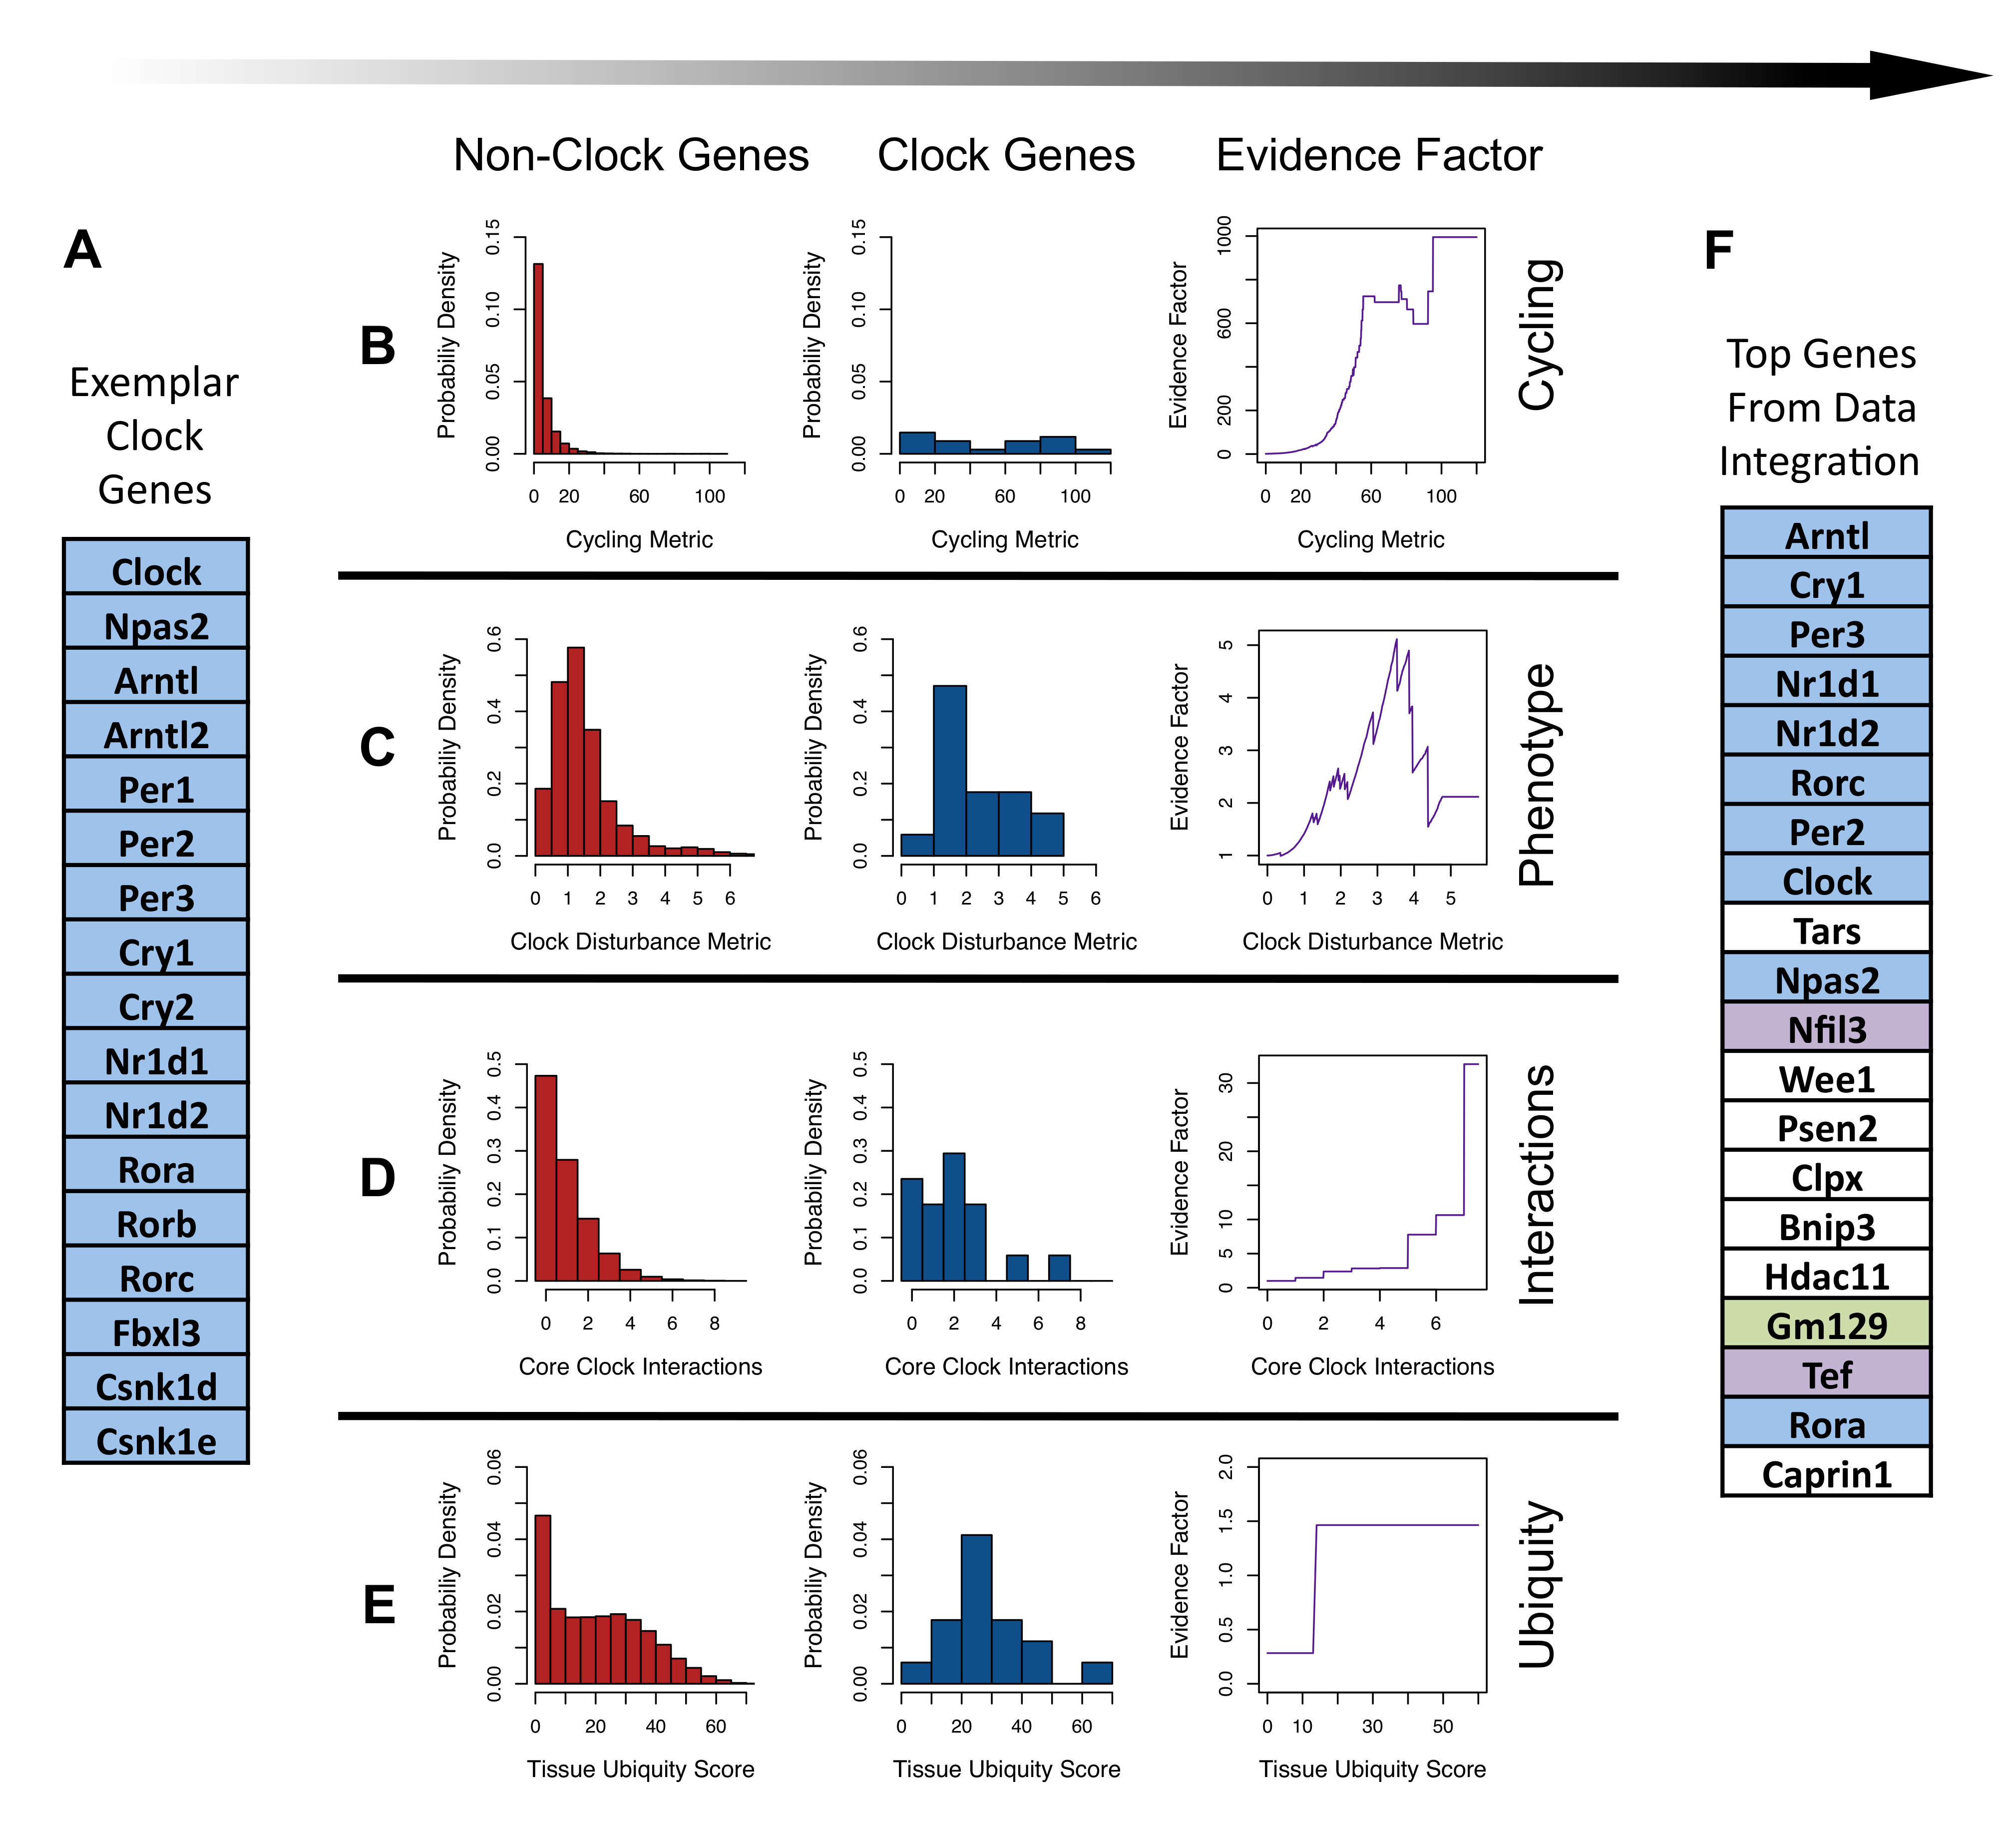 Non-Clock Genes
Clock Genes
Evidence Factor
A
Exemplar
Clock
Genes
Clock
Npas2
Arntl
Arntl2
Per1
Per2
Per3
Cry1
Cry2
Nr1d1
Nr1d2
Rora
Rorb
Rorc
Fbxl3
Csnk1d
Csnk1e
B
Probabiliy Density
0.00 0.05 0.10 0.15
0 20 60 100
Cycling Metric
Probabiliy Density
0.00 0.05 0.10 0.15
0 20 60 100
Cycling Metric
Evidence Factor
0 200 600 1000
0 20 60 100
Cycling Metric
Cycling
C
Probabiliy Density
0.0 0.2 0.4 0.6
0 1 2 3 4 5 6
Clock Disturbance Metric
Probabiliy Density
0.0 0.2 0.4 0.6
0 1 2 3 4 5 6
Clock Disturbance Metric
Evidence Factor
1 2 3 4 5
0 1 2 3 4 5
Clock Disturbance Metric
Phenotype
D
Probabiliy Density
0.0 0.1 0.2 0.3 0.4 0.5
0 2 4 6 8
Core Clock Interactions
Probabiliy Density
0.0 0.1 0.2 0.3 0.4 0.5
0 2 4 6 8
Core Clock Interactions
Evidence Factor
0 5 10 20 30
0 2 4 6
Core Clock Interactions
Interactions
E
Probabiliy Density
0.00 0.02 0.04 0.06
0 20 40 60
Tissue Ubiquity Score
Probabiliy Density
0.00 0.02 0.04 0.06
0 20 40 60
Tissue Ubiquity Score
Evidence Factor
0.0 0.5 1.0 1.5 2.0
0 10 30 50
Tissue Ubiquity Score
Ubiquity
F
Top Genes
From Data
Integration
Arntl
Cry1
Per3
Nr1d1
Nr1d2
Rorc
Per2
Clock
Tars
Npas2
Nfil3
Wee1
Psen2
Clpx
Bnip3
Hdac11
Gm129
Tef
Rora
Caprin1